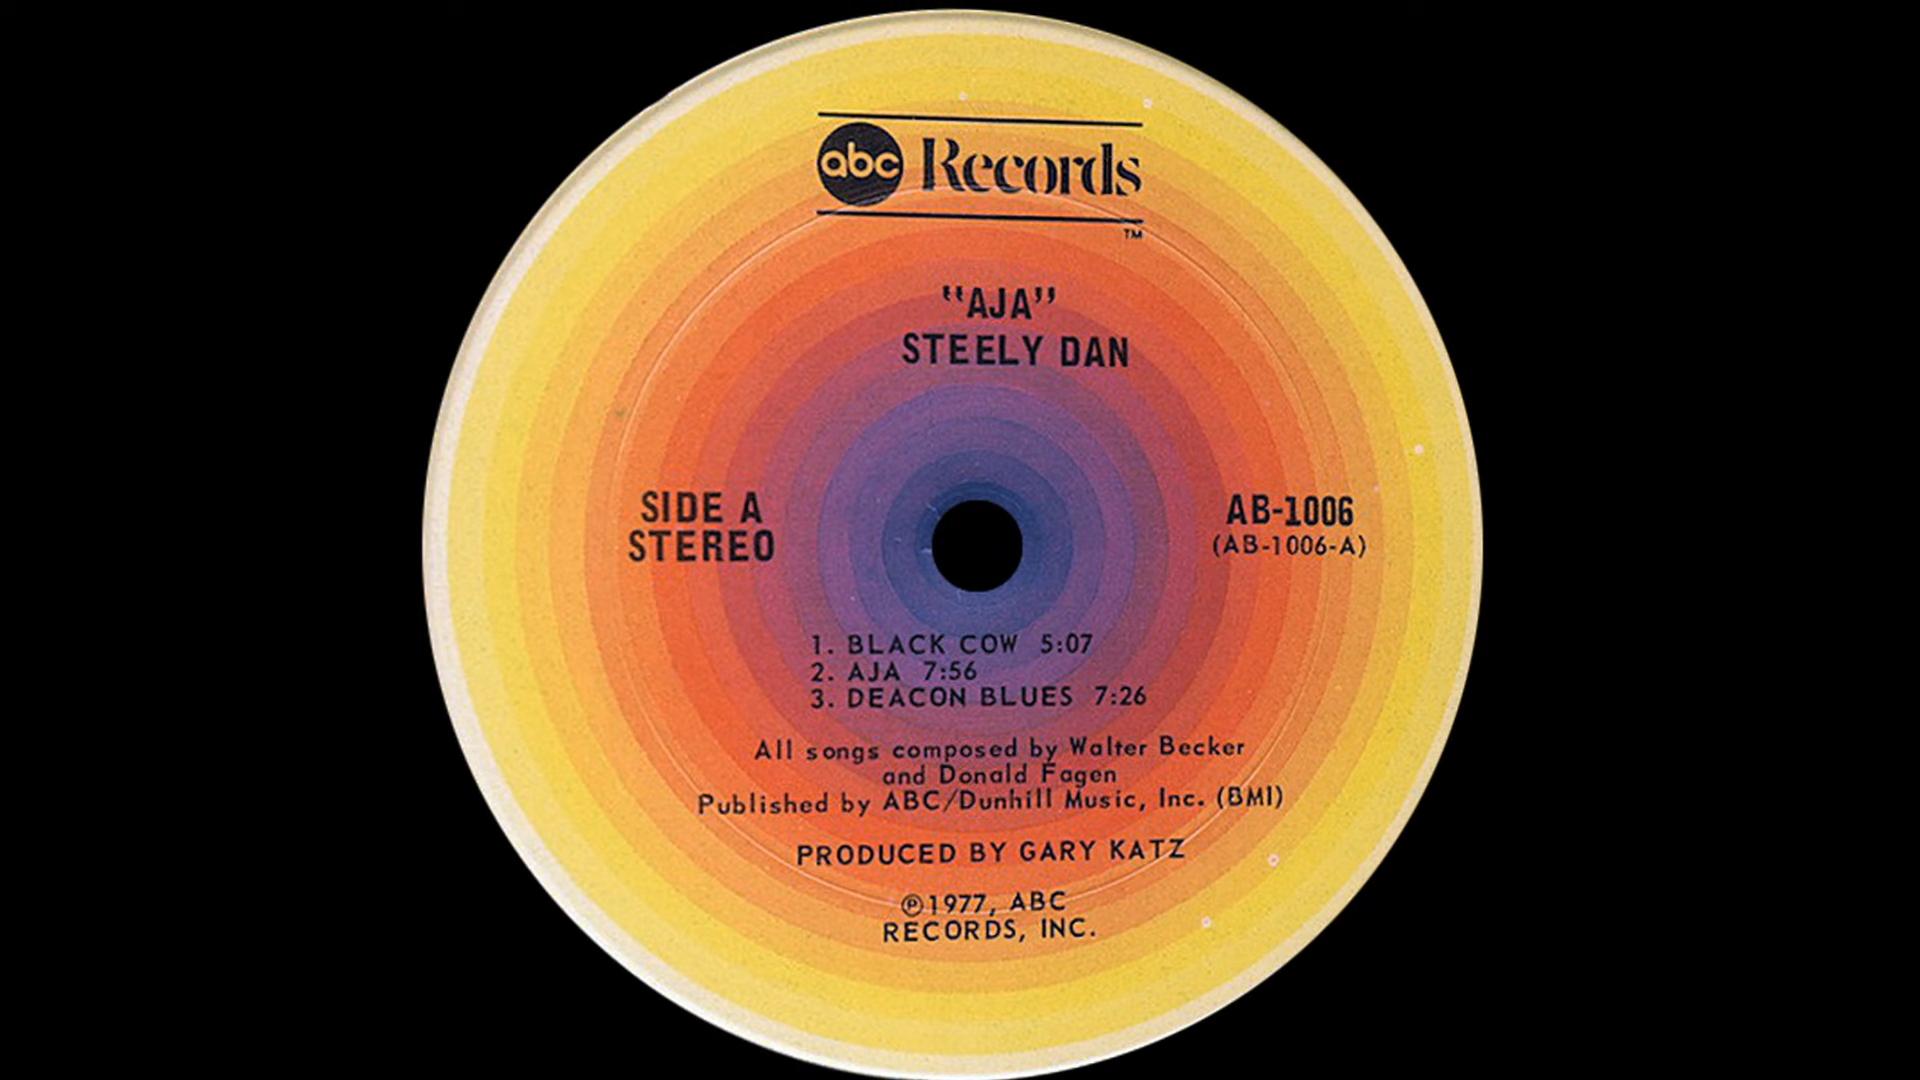 abc Records
TM
"AJA"
STEELY DAN
SIDE A
STEREO
AB-1006
(AB-1006-A)
1. BLACK COW 5:07
2. AJA 7:56
3. DEACON BLUES 7:26
All songs composed by Walter Becker
and Donald Fagen
Published by ABC/Dunhill Music, Inc. (BMI)
PRODUCED BY GARY KATZ
℗1977, ABC
RECORDS, INC.